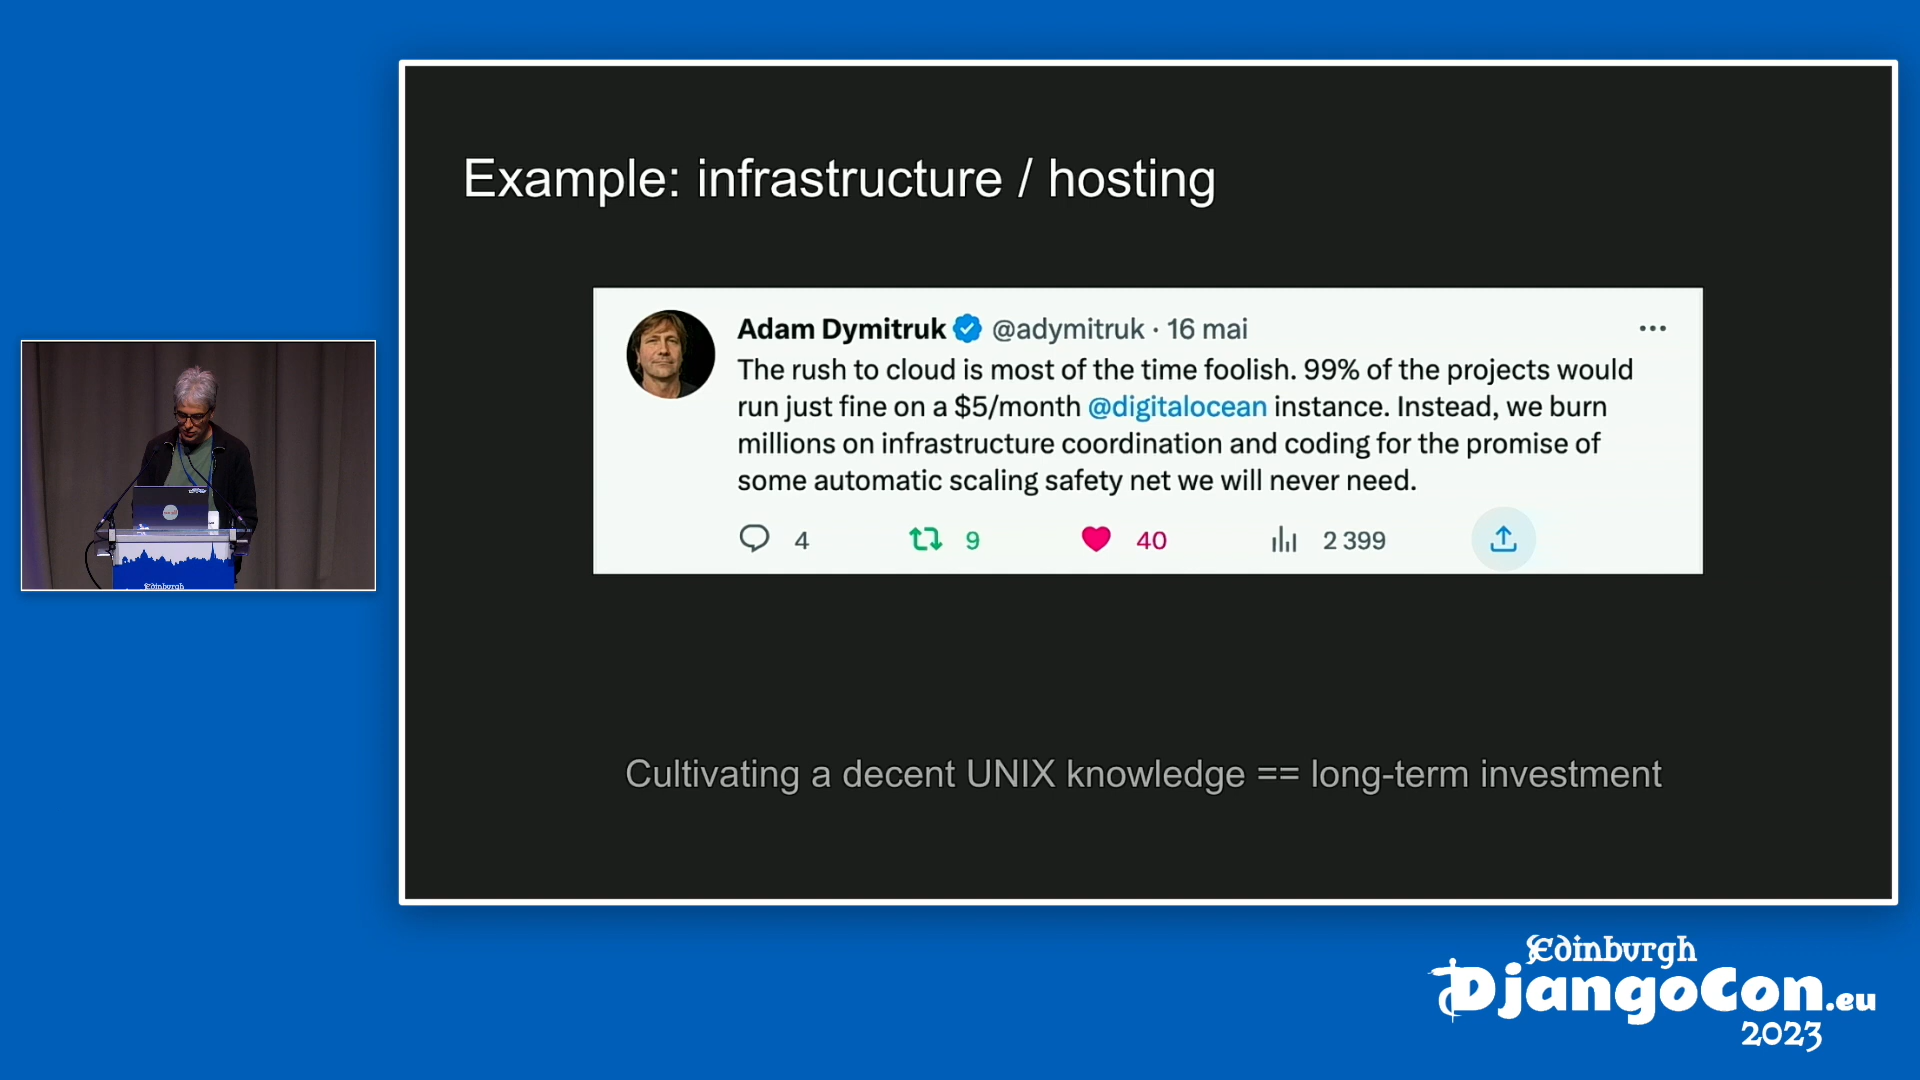 Example: infrastructure / hosting
Adam Dymitruk @adymitruk · 16 mai
The rush to cloud is most of the time foolish. 99% of the projects would
run just fine on a $5/month @digitalocean instance. Instead, we burn
millions on infrastructure coordination and coding for the promise of
some automatic scaling safety net we will never need.
4 9 40 2 399
Cultivating a decent UNIX knowledge == long-term investment
Edinburgh
Edinburgh
DjangoCon.eu
2023